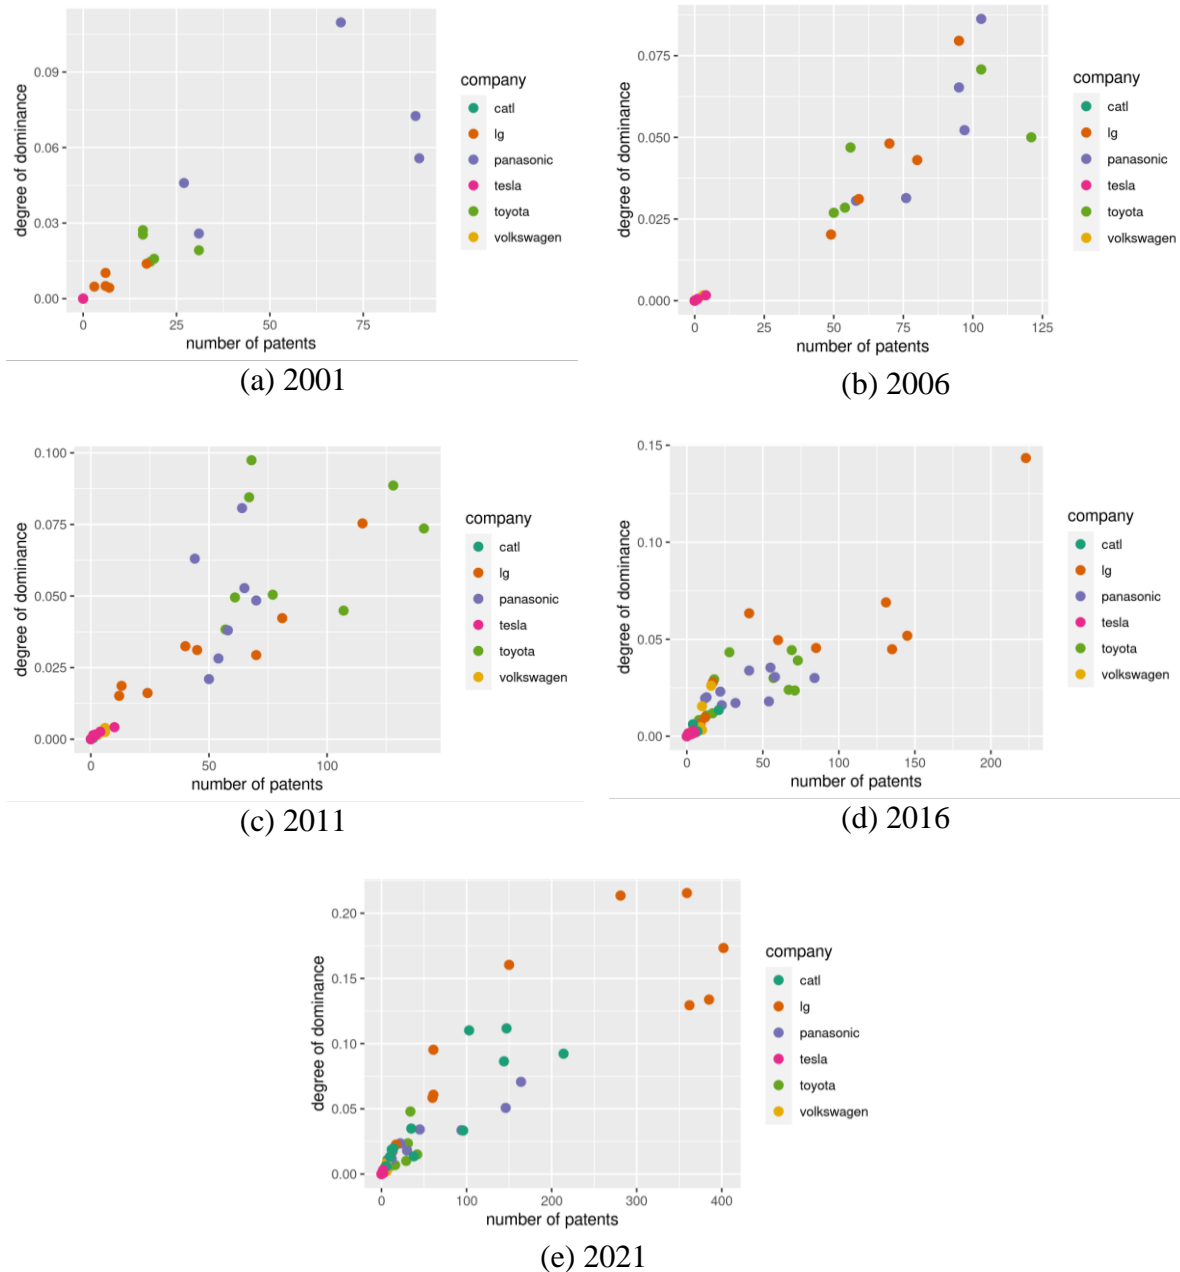 degree of dominance
0.09
0.06
0.03
0.00
0
25
50
75
number of patents
company
catl
lg
panasonic
tesla
toyota
volkswagen
(a) 2001
degree of dominance
0.075
0.050
0.025
0.000
0
25
50
75
100
125
number of patents
company
catl
lg
panasonic
tesla
toyota
volkswagen
(b) 2006
degree of dominance
0.100
0.075
0.050
0.025
0.000
0
50
100
number of patents
company
catl
lg
panasonic
tesla
toyota
volkswagen
(c) 2011
degree of dominance
0.15
0.10
0.05
0.00
0
50
100
150
200
number of patents
company
catl
lg
panasonic
tesla
toyota
volkswagen
(d) 2016
degree of dominance
0.20
0.15
0.10
0.05
0.00
0
100
200
300
400
number of patents
company
catl
lg
panasonic
tesla
toyota
volkswagen
(e) 2021